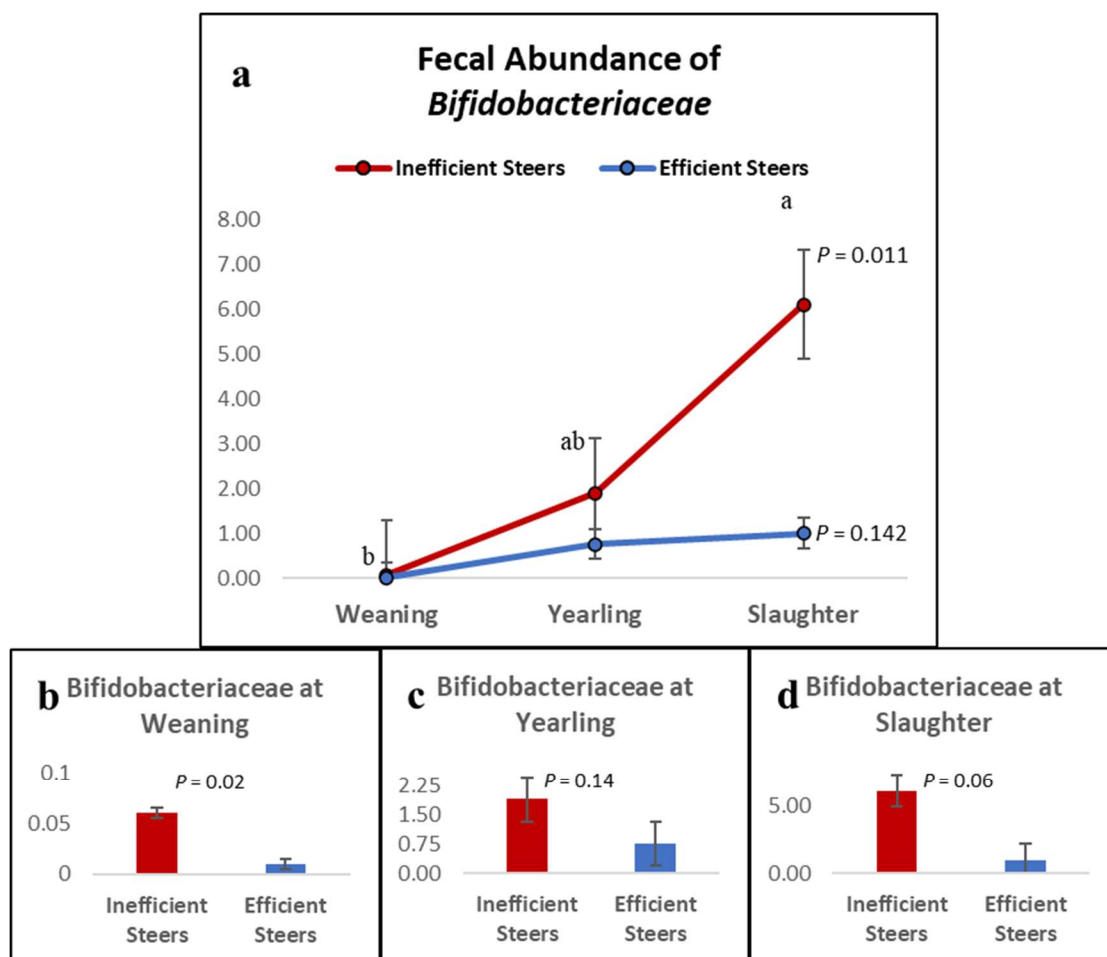 a
Fecal Abundance of
Bifidobacteriaceae
Inefficient Steers
Efficient Steers
a
8.00
7.00
P = 0.011
6.00
5.00
4.00
3.00
ab
2.00
1.00
P = 0.142
b
0.00
Weaning
Yearling
Slaughter
b
Bifidobacteriaceae at
Weaning
0.1
P = 0.02
0.05
0
Inefficient
Steers
Efficient
Steers
c
Bifidobacteriaceae at
Yearling
2.25
P = 0.14
1.50
0.75
0.00
Inefficient
Steers
Efficient
Steers
d
Bifidobacteriaceae at
Slaughter
P = 0.06
5.00
0.00
Inefficient
Steers
Efficient
Steers